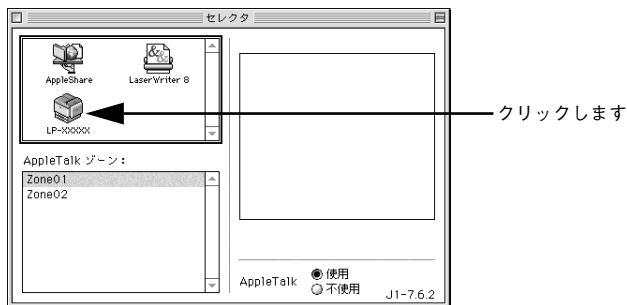 セレクタ
AppleShare
LaserWriter 8
LP-XXXXX
クリックします
AppleTalk ゾーン：
Zone01
Zone02
AppleTalk
使用
不使用
J1-7.6.2